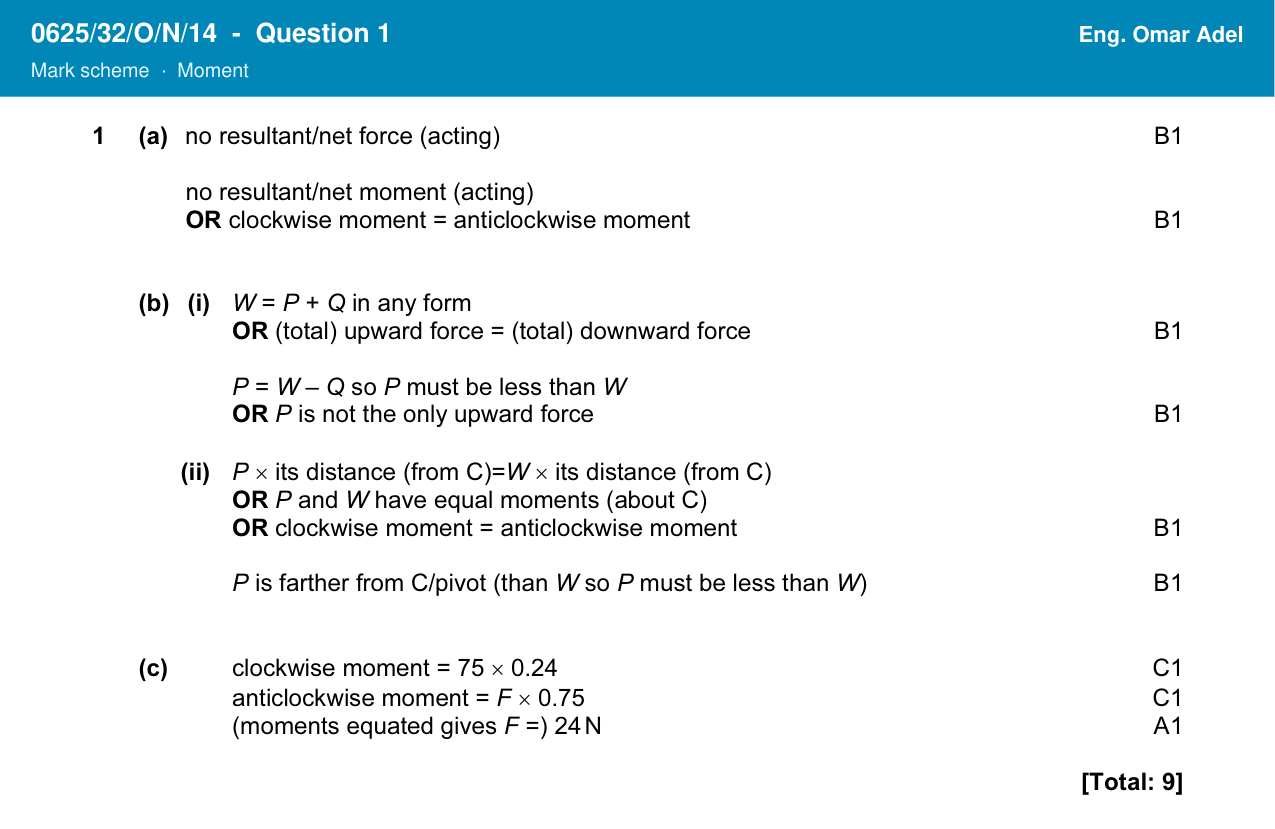 0625/32/O/N/14 - Question 1
Eng. Omar Adel
Mark scheme · Moment
1 (a) no resultant/net force (acting) B1
no resultant/net moment (acting)
OR clockwise moment = anticlockwise moment B1
(b) (i) W = P + Q in any form
OR (total) upward force = (total) downward force B1
P = W – Q so P must be less than W
OR P is not the only upward force B1
(ii) P × its distance (from C)=W × its distance (from C)
OR P and W have equal moments (about C)
OR clockwise moment = anticlockwise moment B1
P is farther from C/pivot (than W so P must be less than W) B1
(c) clockwise moment = 75 × 0.24 C1
anticlockwise moment = F × 0.75 C1
(moments equated gives F =) 24 N A1
[Total: 9]